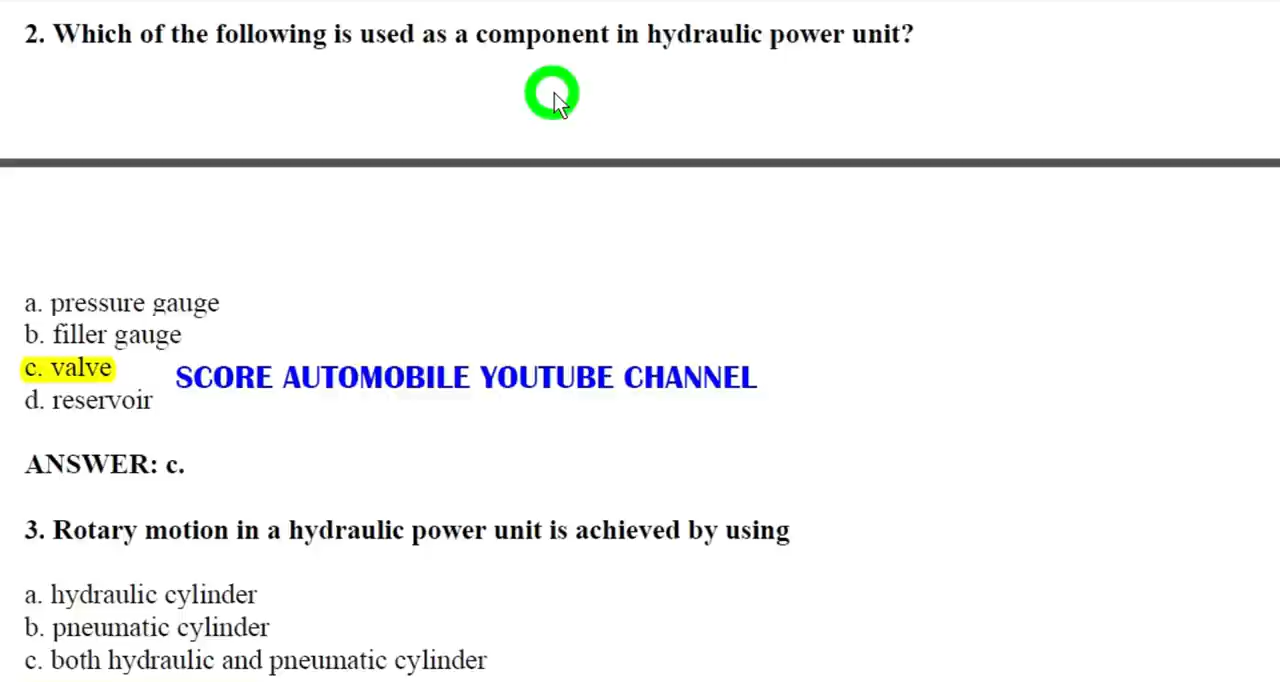 2. Which of the following is used as a component in hydraulic power unit?
a. pressure gauge
b. filler gauge
c. valve
SCORE AUTOMOBILE YOUTUBE CHANNEL
d. reservoir
ANSWER: c.
3. Rotary motion in a hydraulic power unit is achieved by using
a. hydraulic cylinder
b. pneumatic cylinder
c. both hydraulic and pneumatic cylinder